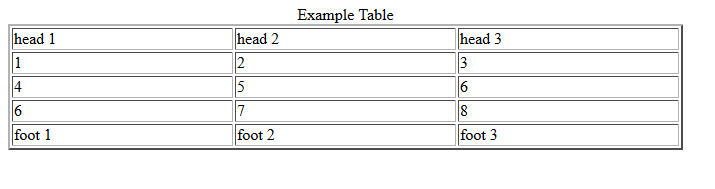 Example Table
head 1 head 2 head 3
1 2 3
4 5 6
6 7 8
foot 1 foot 2 foot 3